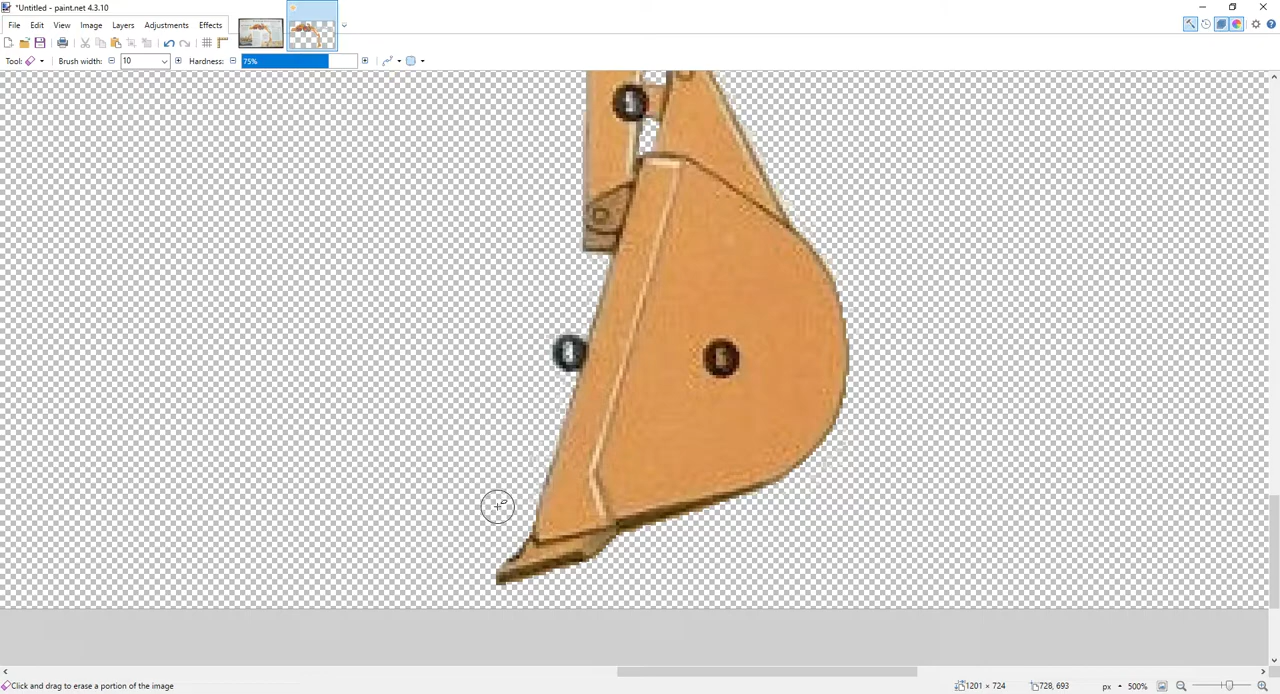 *Untitled - paint.net 4.3.10
File Edit View Image Layers Adjustments Effects
Tool: Brush width: 10 Hardness: 75%
Click and drag to erase a portion of the image 1201 × 724 728, 693 px 500%